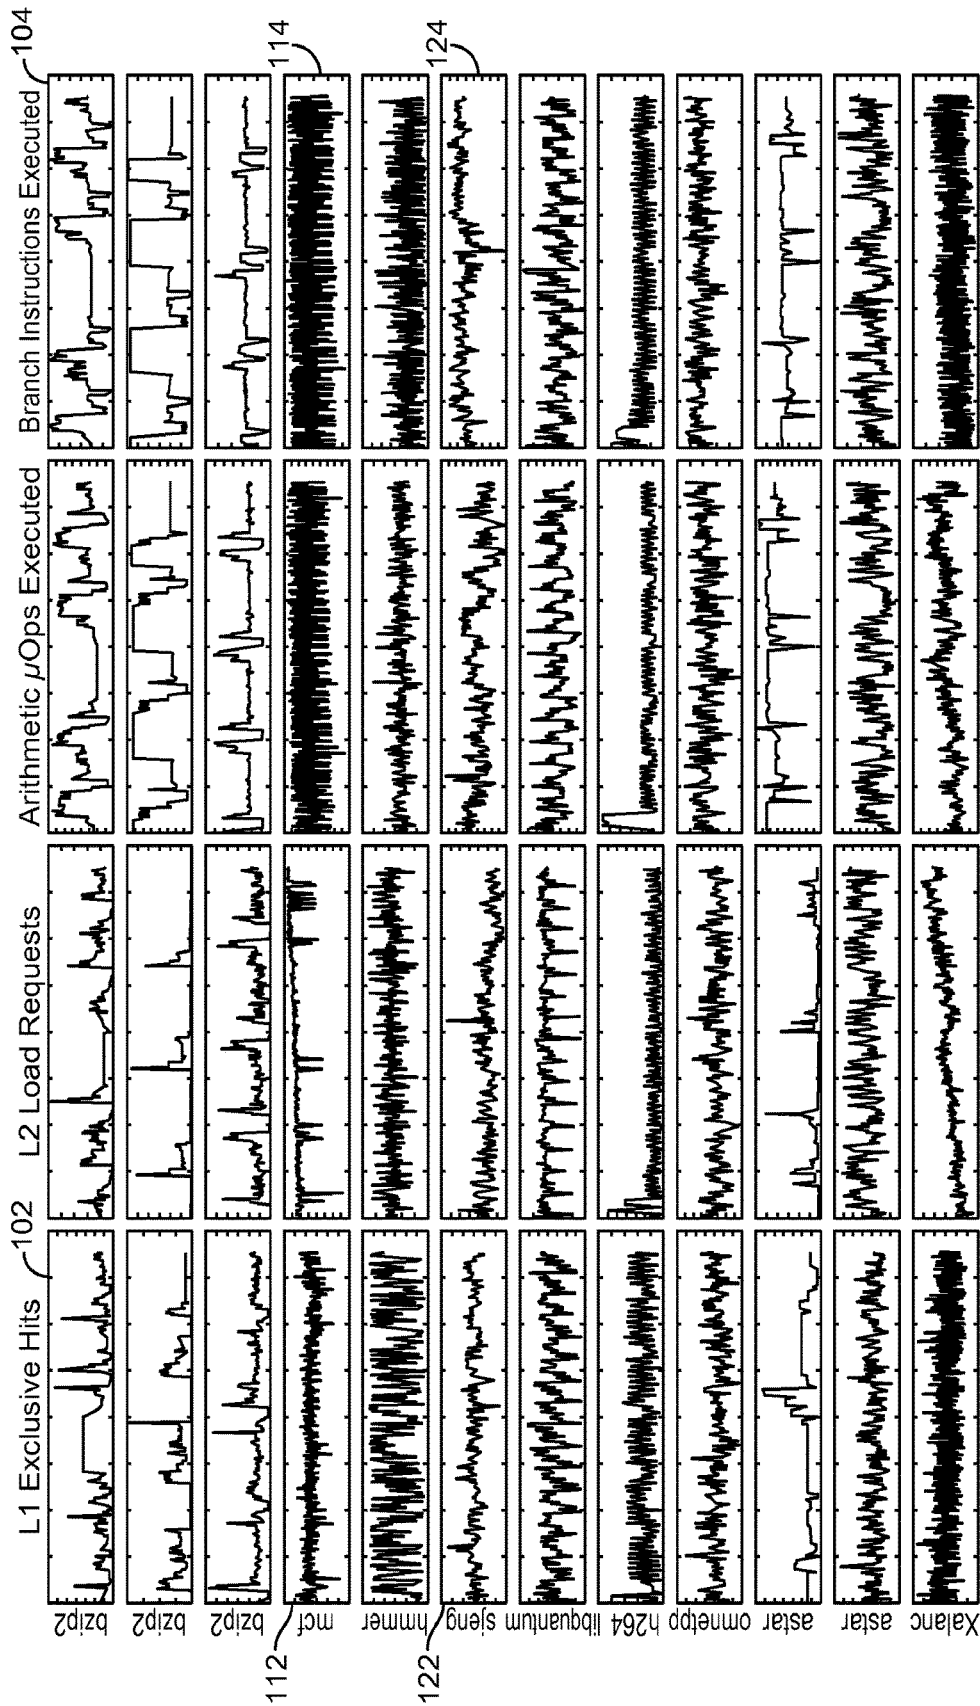 L1 Exclusive Hits
102
L2 Load Requests
Arithmetic µOps Executed
Branch Instructions Executed
104
bzip2
bzip2
bzip2
112
mcf
114
hmmer
122
sjeng
124
libquantum
h264
omnetpp
astar
astar
Xalanc